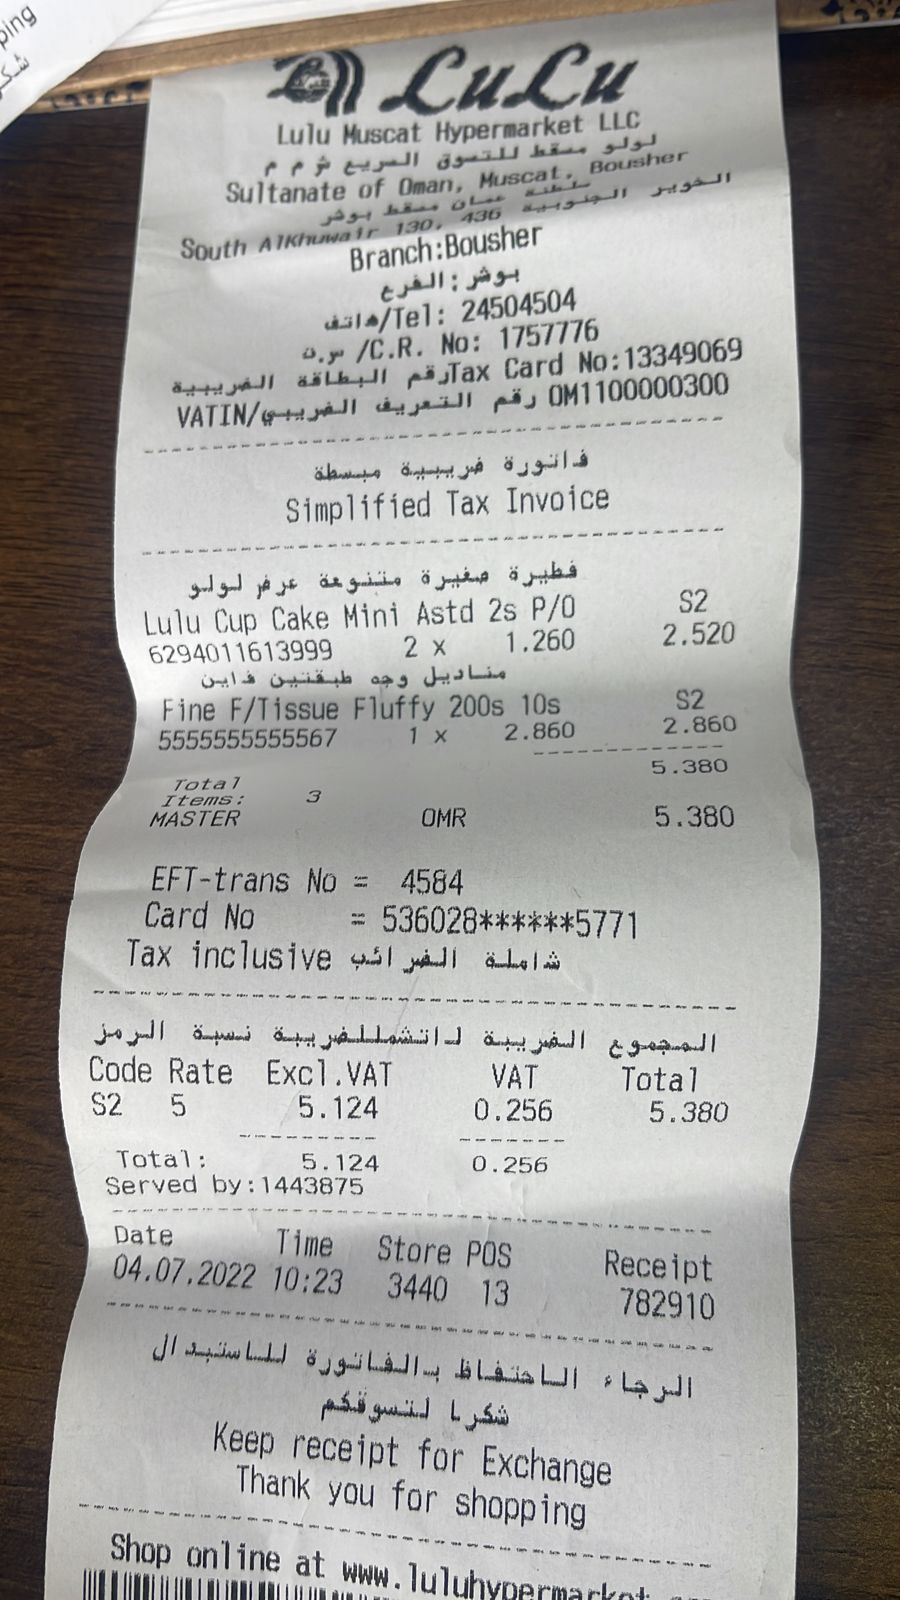 ping
LuLu
Lulu Muscat Hypermarket LLC
لولو مسقط للتسوق السريع ش م م
Sultanate of Oman, Muscat, Bousher
سلطنة عمان مسقط بوشر
South AlKhuwair 130, 436 الخوير الجنوبية
Branch:Bousher
بوشر:الفرع
هاتف/Tel: 24504504
س.ت /C.R. No: 1757776
رقم البطاقة الضريبيةTax Card No:13349069
VATIN/رقم التعريف الضريبي OM1100000300
فاتورة ضريبية مبسطة
Simplified Tax Invoice
فطيرة صغيرة متنوعة عرض لولو
Lulu Cup Cake Mini Astd 2s P/O S2
6294011613999 2 x 1.260 2.520
مناديل وجه طبقتين فاين
Fine F/Tissue Fluffy 200s 10s S2
5555555555567 1 x 2.860 2.860
5.380
Total
Items: 3
MASTER OMR 5.380
EFT-trans No = 4584
Card No = 536028******5771
Tax inclusive شاملة الضرائب
المجموع الضريبة لاتشمللضريبة نسبة الرمز
Code Rate Excl.VAT VAT Total
S2 5 5.124 0.256 5.380
Total: 5.124 0.256
Served by:1443875
Date Time Store POS Receipt
04.07.2022 10:23 3440 13 782910
الرجاء الاحتفاظ بالفاتورة للاستبدال
شكرا لتسوقكم
Keep receipt for Exchange
Thank you for shopping
Shop online at www.luluhypermarket